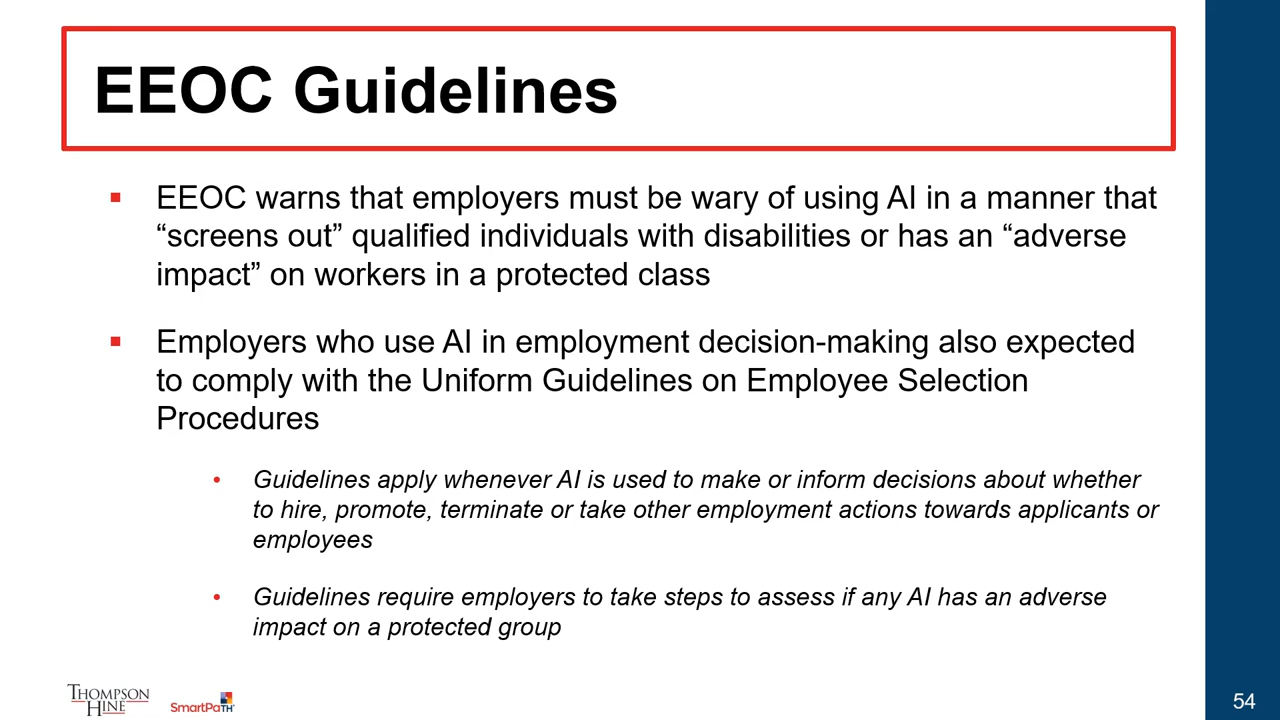 EEOC Guidelines
▪ EEOC warns that employers must be wary of using AI in a manner that
“screens out” qualified individuals with disabilities or has an “adverse
impact” on workers in a protected class
▪ Employers who use AI in employment decision-making also expected
to comply with the Uniform Guidelines on Employee Selection
Procedures
• Guidelines apply whenever AI is used to make or inform decisions about whether
to hire, promote, terminate or take other employment actions towards applicants or
employees
• Guidelines require employers to take steps to assess if any AI has an adverse
impact on a protected group
THOMPSON
HINE
SmartPaTH
54